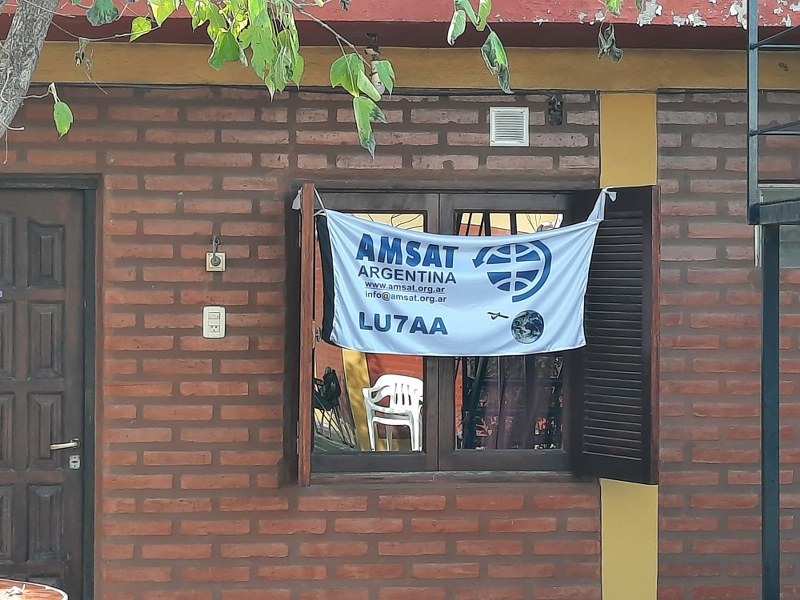 AMSAT
ARGENTINA
www.amsat.org.ar
info@amsat.org.ar
LU7AA